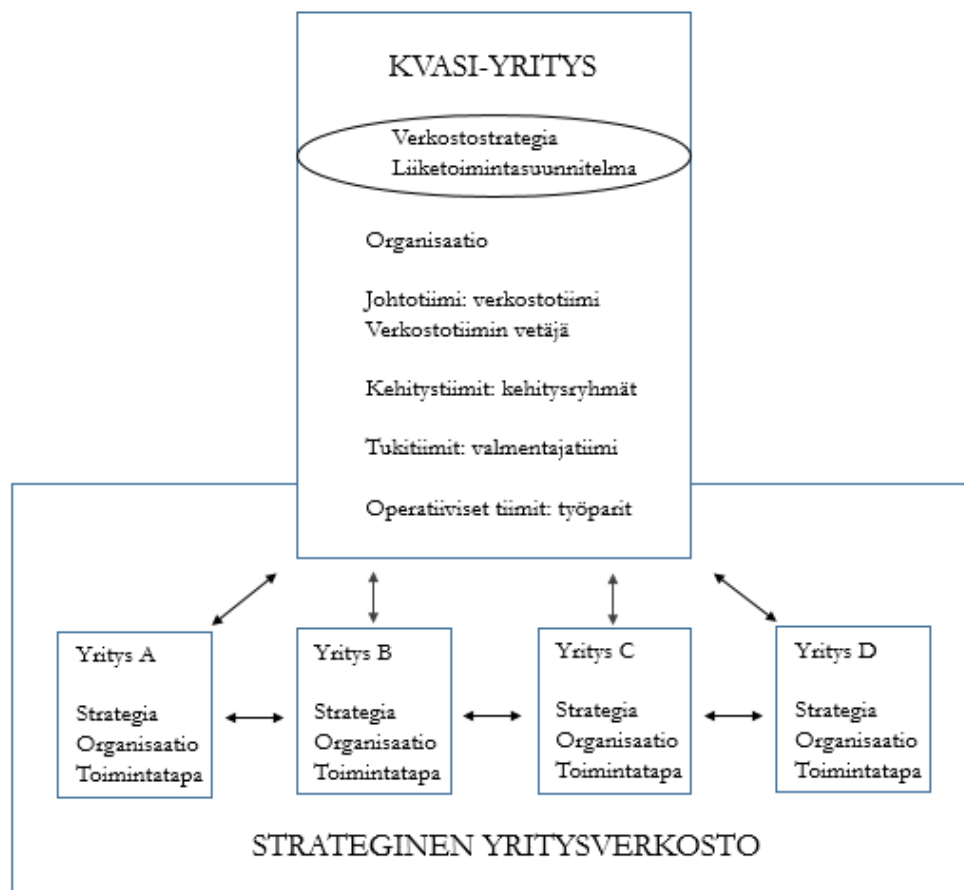 KVASI-YRITYS
Verkostostrategia
Liiketoimintasuunnitelma
Organisaatio
Johtotiimi: verkostotiimi
Verkostotiimin vetäjä
Kehitystiimit: kehitysryhmät
Tukitiimit: valmentajatiimi
Operatiiviset tiimit: työparit
Yritys A
Strategia
Organisaatio
Toimintatapa
Yritys B
Strategia
Organisaatio
Toimintatapa
Yritys C
Strategia
Organisaatio
Toimintatapa
Yritys D
Strategia
Organisaatio
Toimintatapa
STRATEGINEN YRITYSVERKOSTO